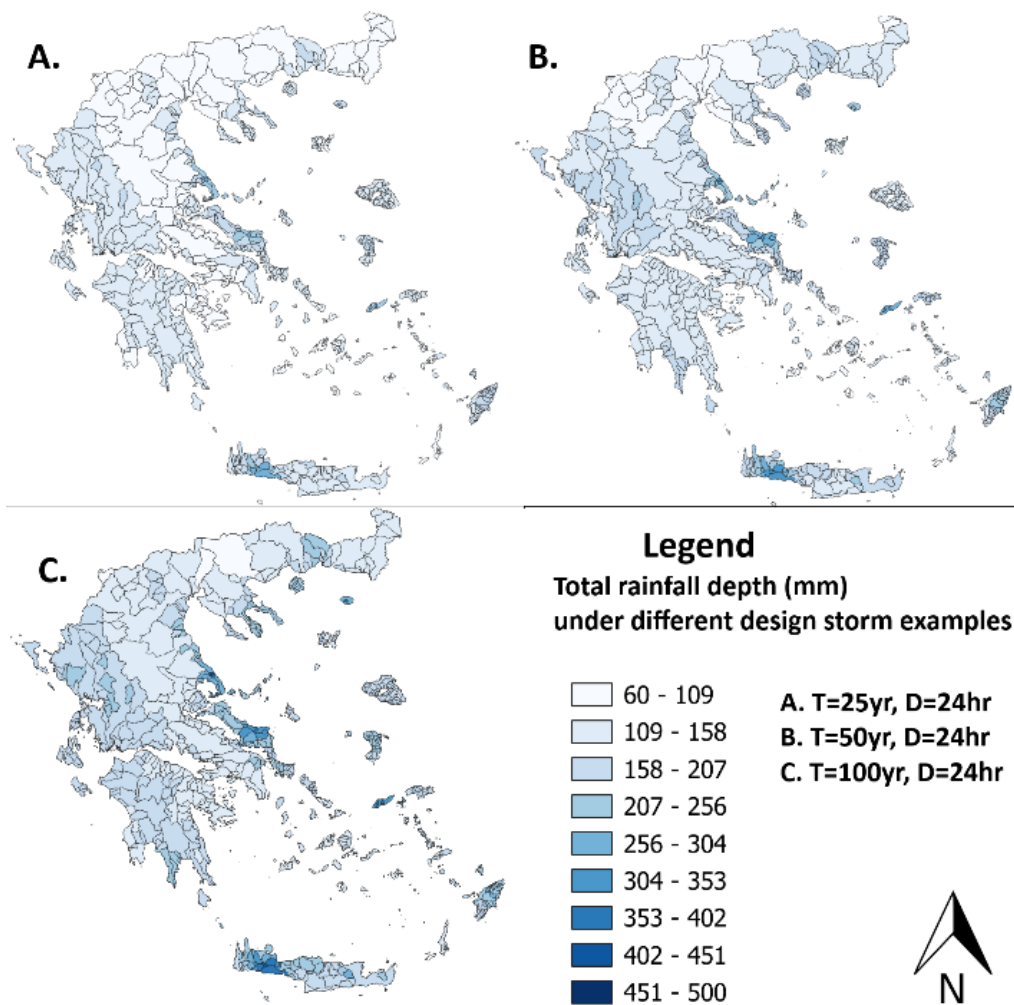 A.
B.
C.
Legend
Total rainfall depth (mm)
under different design storm examples
60 - 109
109 - 158
158 - 207
207 - 256
256 - 304
304 - 353
353 - 402
402 - 451
451 - 500
A. T=25yr, D=24hr
B. T=50yr, D=24hr
C. T=100yr, D=24hr
N